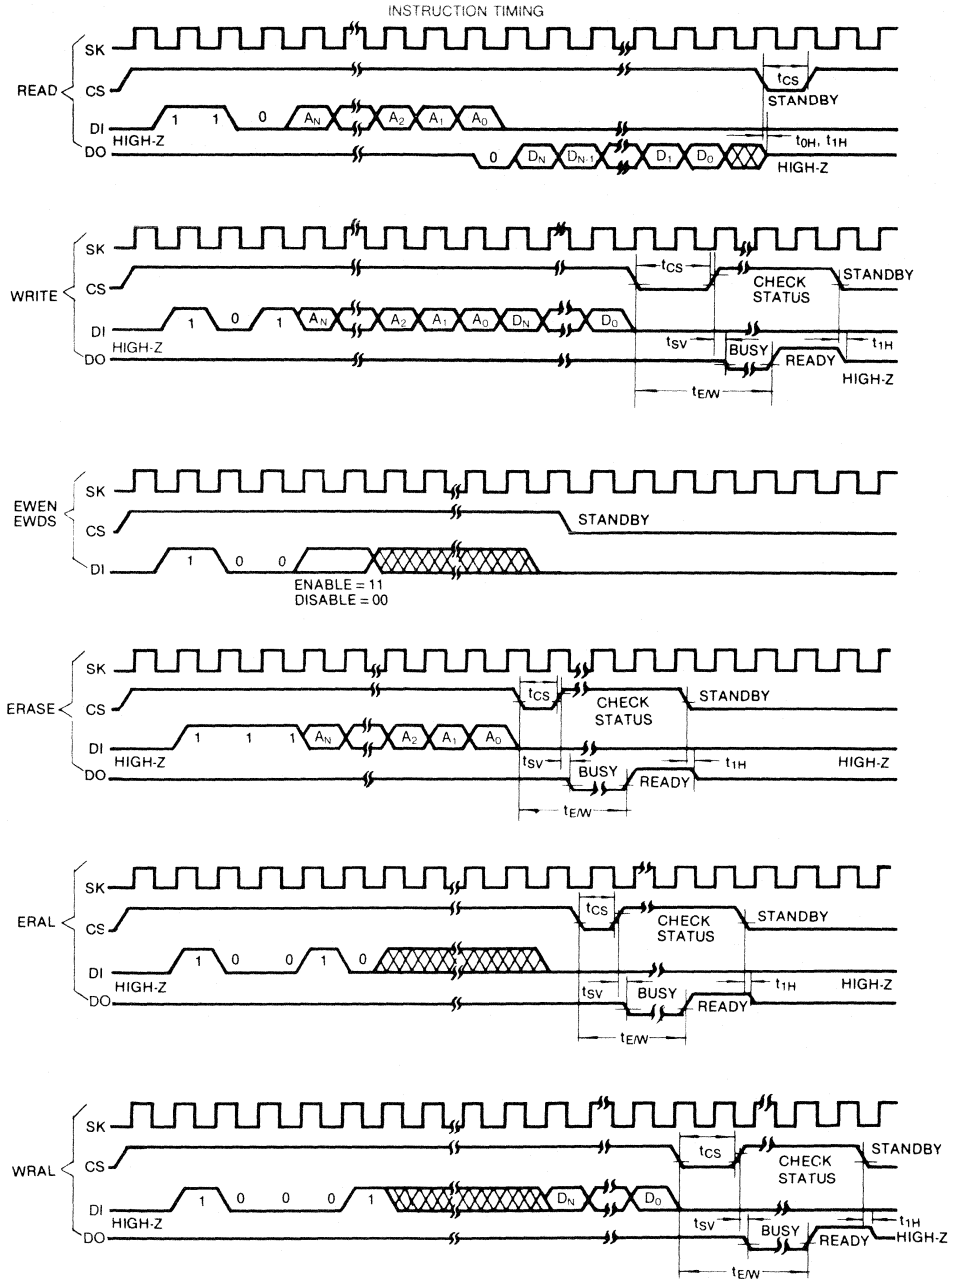 INSTRUCTION TIMING
SK
READ
CS
tCS
STANDBY
DI
1 1 0 AN A2 A1 A0
HIGH-Z
t0H, t1H
DO
0 DN DN-1 D1 D0
HIGH-Z
SK
WRITE
CS
tCS
CHECK
STATUS
STANDBY
DI
1 0 1 AN A2 A1 A0 DN D0
HIGH-Z
tSV
BUSY
READY
t1H
DO
HIGH-Z
tE/W
SK
EWEN
EWDS
CS
STANDBY
DI
1 0 0
ENABLE = 11
DISABLE = 00
SK
ERASE
CS
tCS
CHECK
STATUS
STANDBY
DI
1 1 1 AN A2 A1 A0
HIGH-Z
tSV
BUSY
READY
t1H
HIGH-Z
DO
tE/W
SK
ERAL
CS
tCS
CHECK
STATUS
STANDBY
DI
1 0 0 1 0
HIGH-Z
tSV
BUSY
READY
t1H
HIGH-Z
DO
tE/W
SK
WRAL
CS
tCS
CHECK
STATUS
STANDBY
DI
1 0 0 0 1 DN D0
HIGH-Z
tSV
BUSY
READY
t1H
DO
HIGH-Z
tE/W